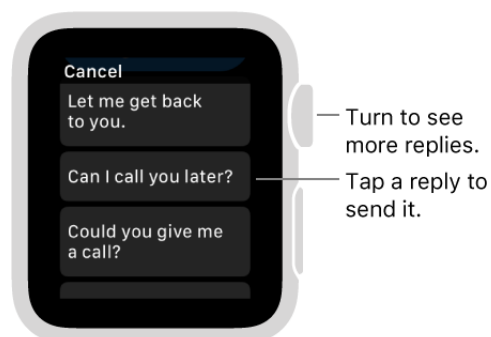 Cancel
Let me get back
to you.
Can I call you later?
Could you give me
a call?
Turn to see
more replies.
Tap a reply to
send it.